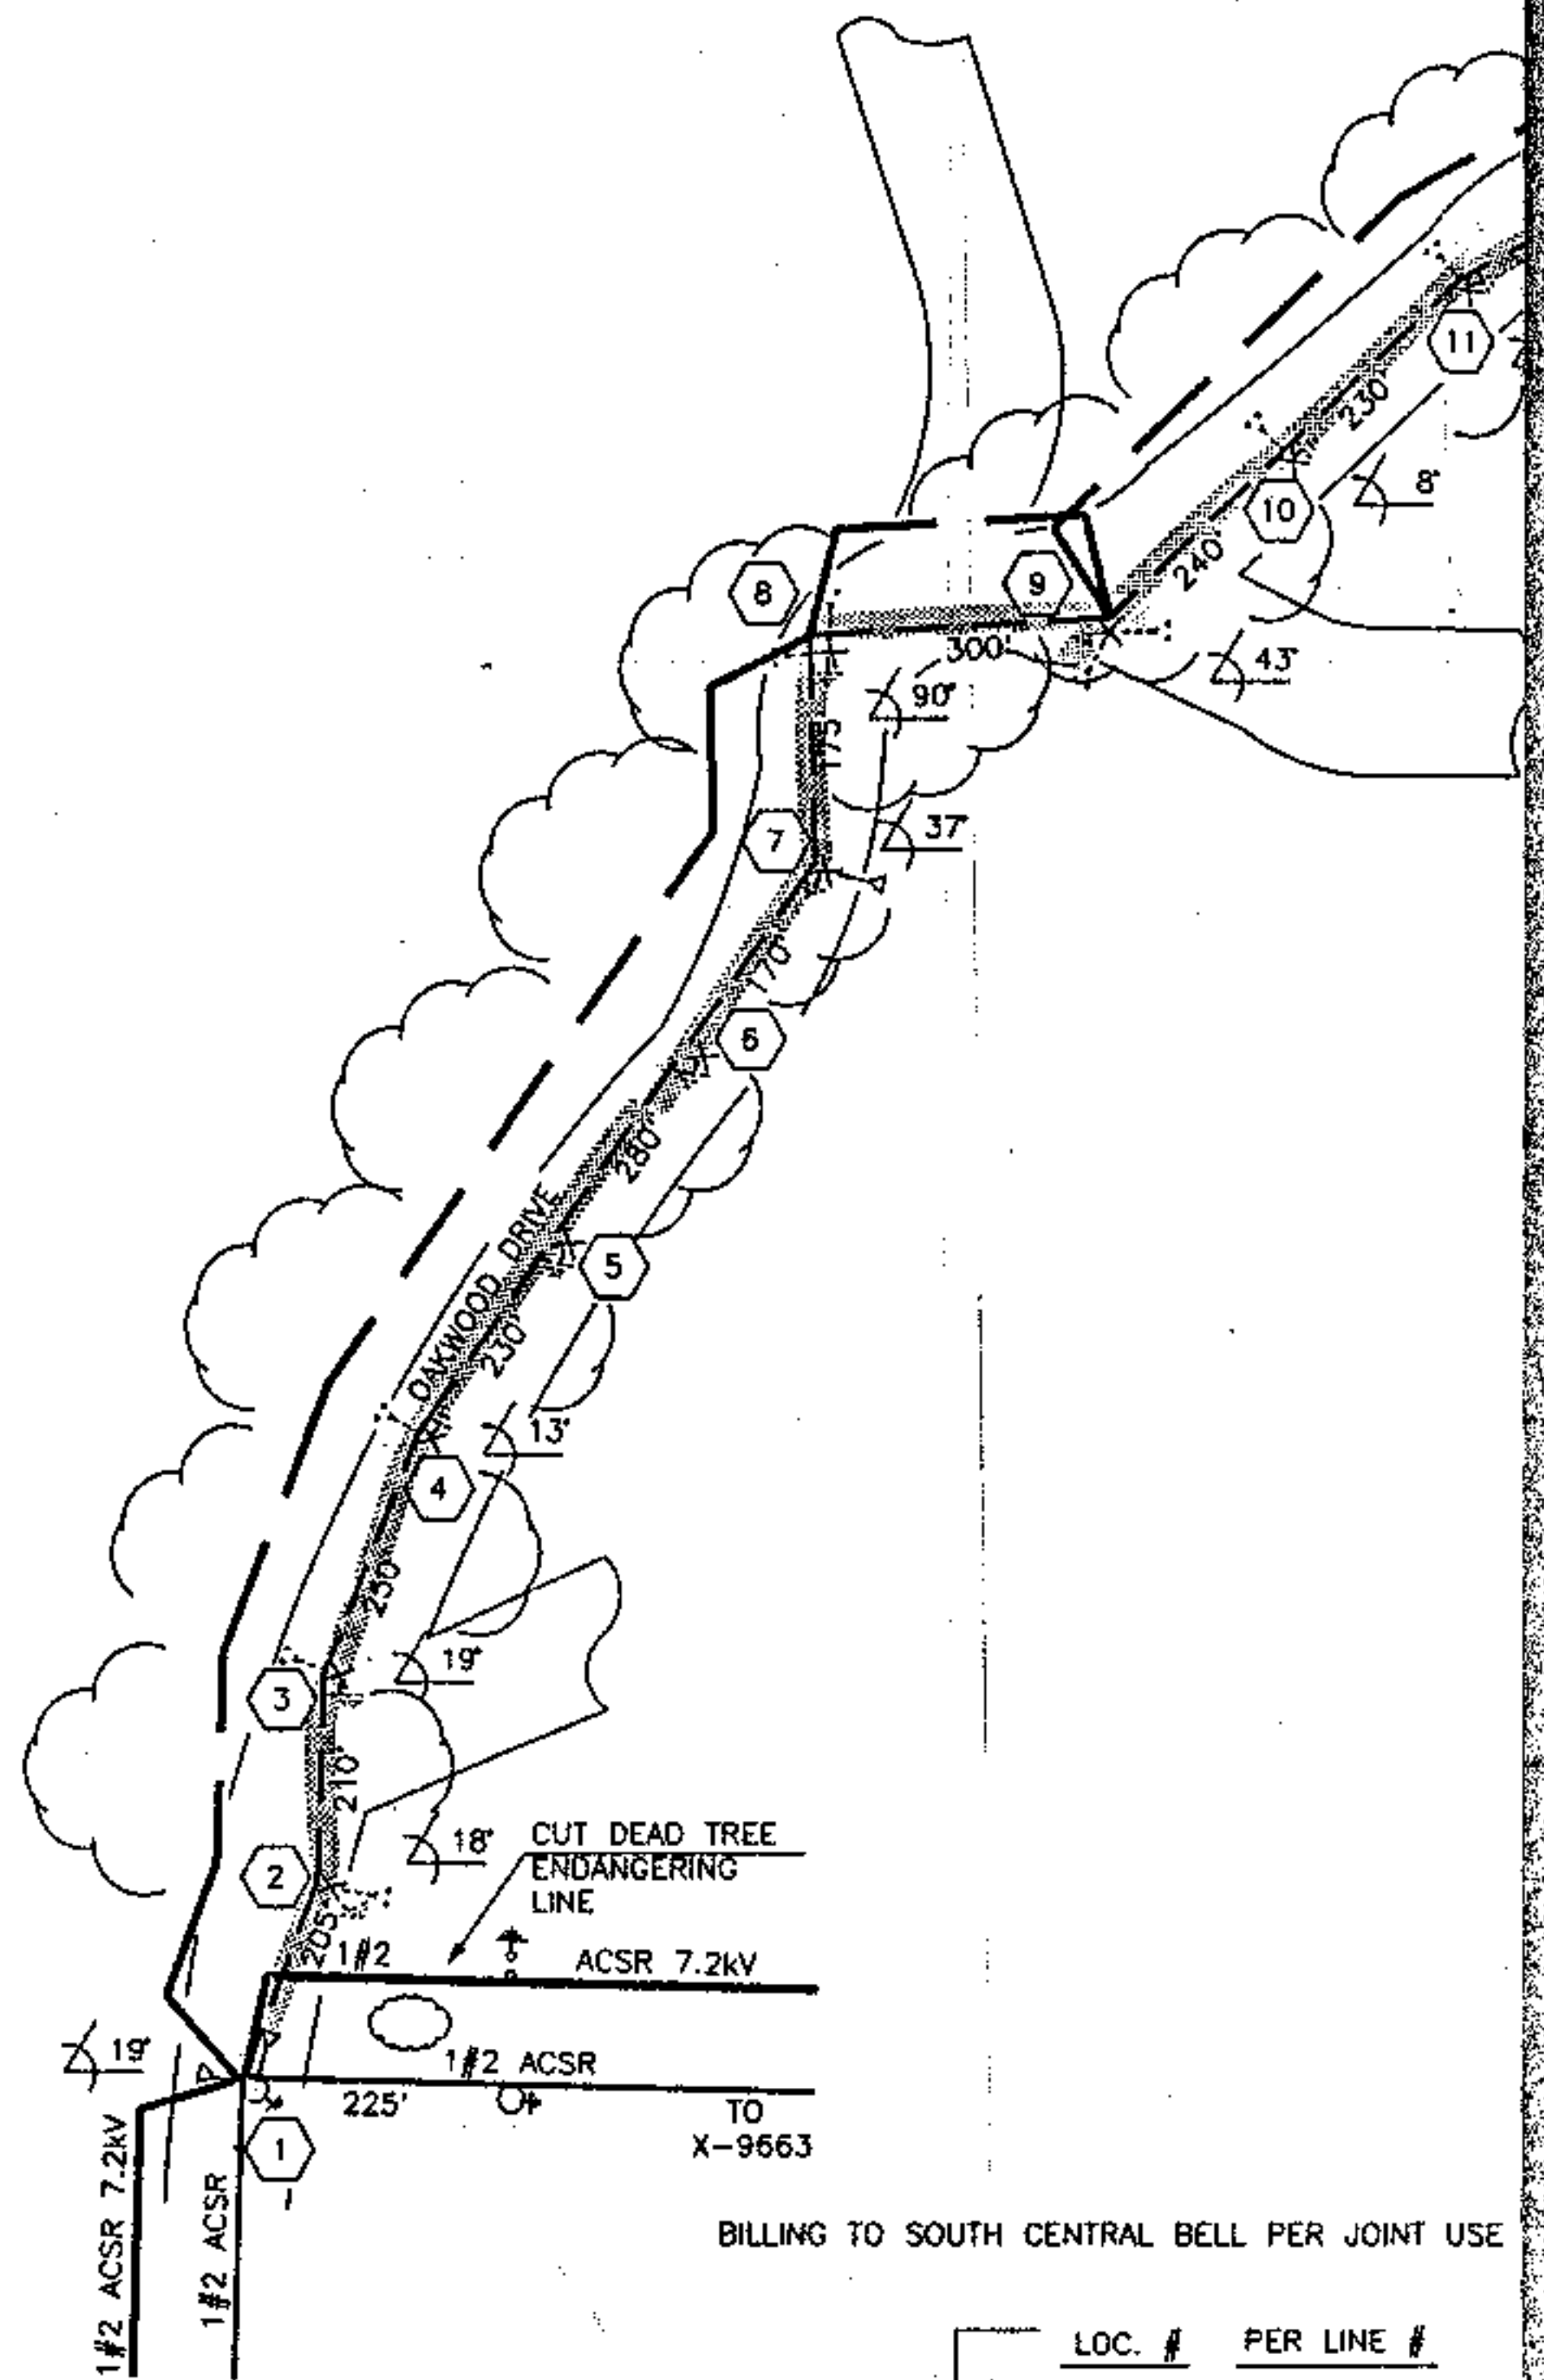 11
230'
8°
10
240'
8
9
300'
43°
90°
175'
37°
7
170'
6
280'
5
OAKWOOD DRIVE
230'
13°
4
250'
19°
3
210'
18°
2
CUT DEAD TREE
ENDANGERING
LINE
205'
1#2
ACSR 7.2kV
19°
1#2 ACSR
225'
TO
X-9663
1
1#2 ACSR 7.2kV
1#2 ACSR
BILLING TO SOUTH CENTRAL BELL PER JOINT USE
LOC. #
PER LINE #